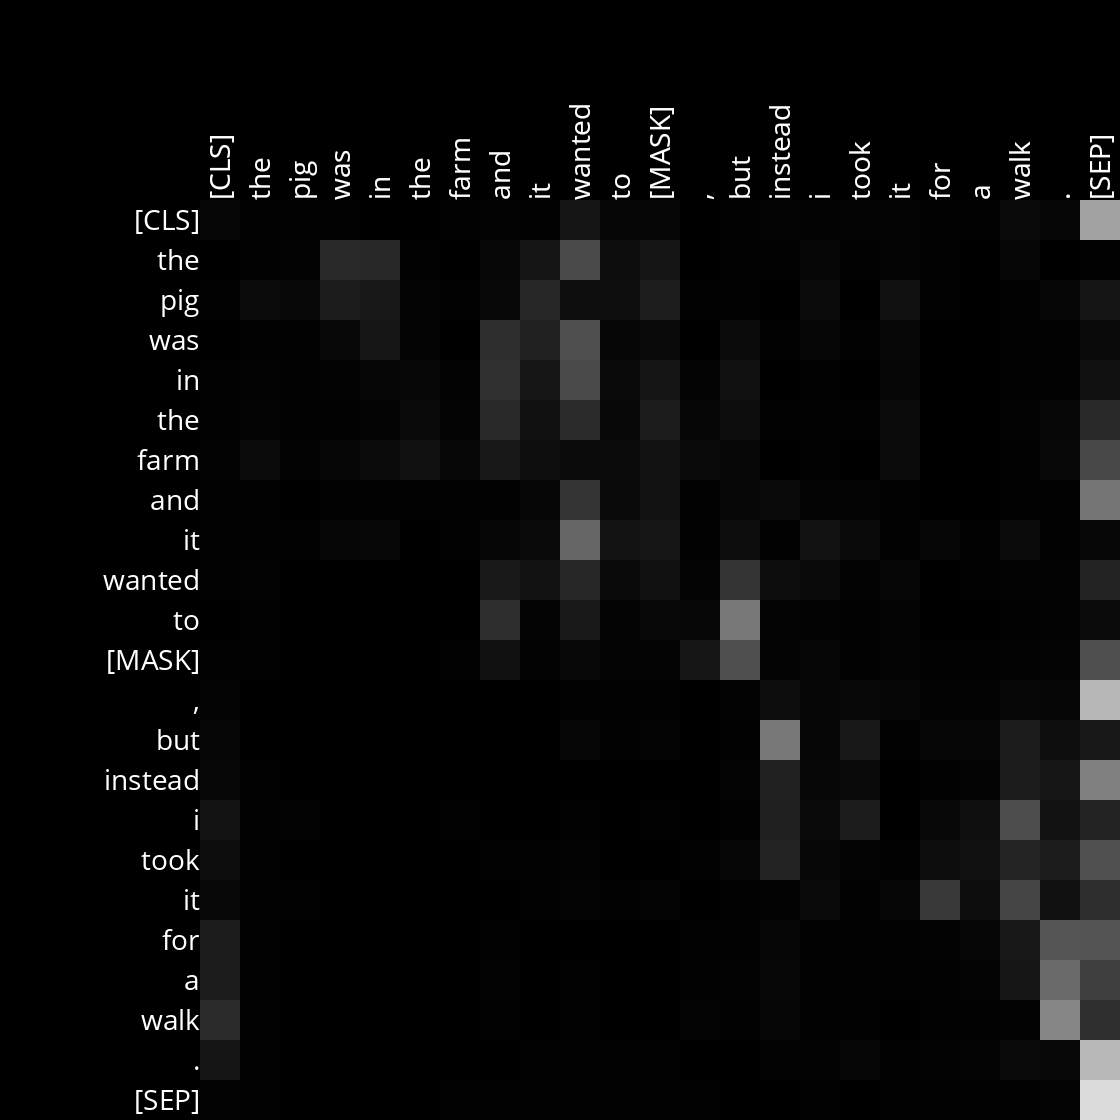 [CLS] the pig was in the farm and it wanted to [MASK] , but instead i took it for a walk . [SEP]
[CLS]
the
pig
was
in
the
farm
and
it
wanted
to
[MASK]
,
but
instead
i
took
it
for
a
walk
.
[SEP]